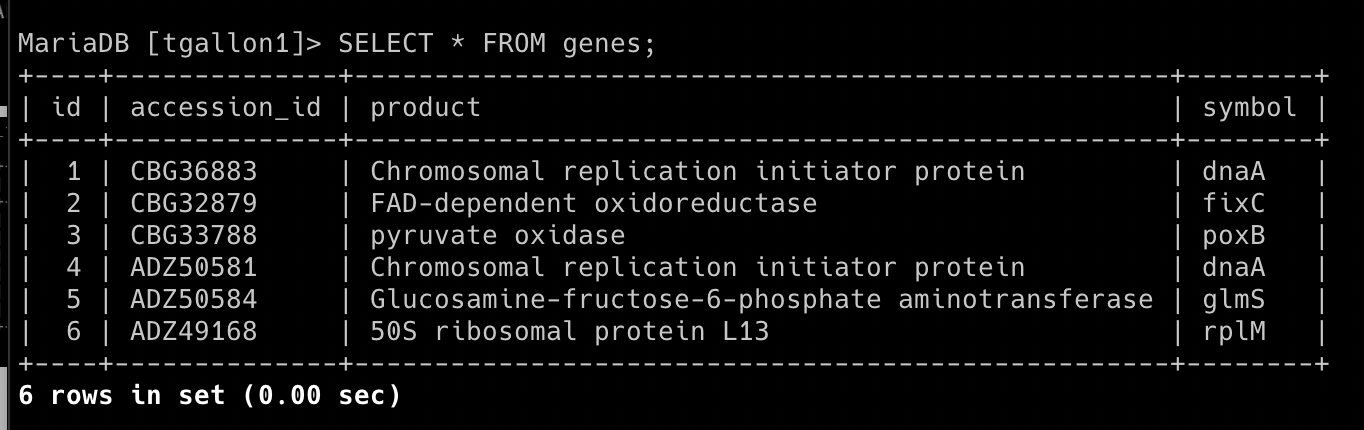 MariaDB [tgallon1]> SELECT * FROM genes;
+----+--------------+---------------------------------------------------+--------+
| id | accession_id | product                                           | symbol |
+----+--------------+---------------------------------------------------+--------+
|  1 | CBG36883     | Chromosomal replication initiator protein         | dnaA   |
|  2 | CBG32879     | FAD-dependent oxidoreductase                      | fixC   |
|  3 | CBG33788     | pyruvate oxidase                                  | poxB   |
|  4 | ADZ50581     | Chromosomal replication initiator protein         | dnaA   |
|  5 | ADZ50584     | Glucosamine-fructose-6-phosphate aminotransferase | glmS   |
|  6 | ADZ49168     | 50S ribosomal protein L13                         | rplM   |
+----+--------------+---------------------------------------------------+--------+
6 rows in set (0.00 sec)